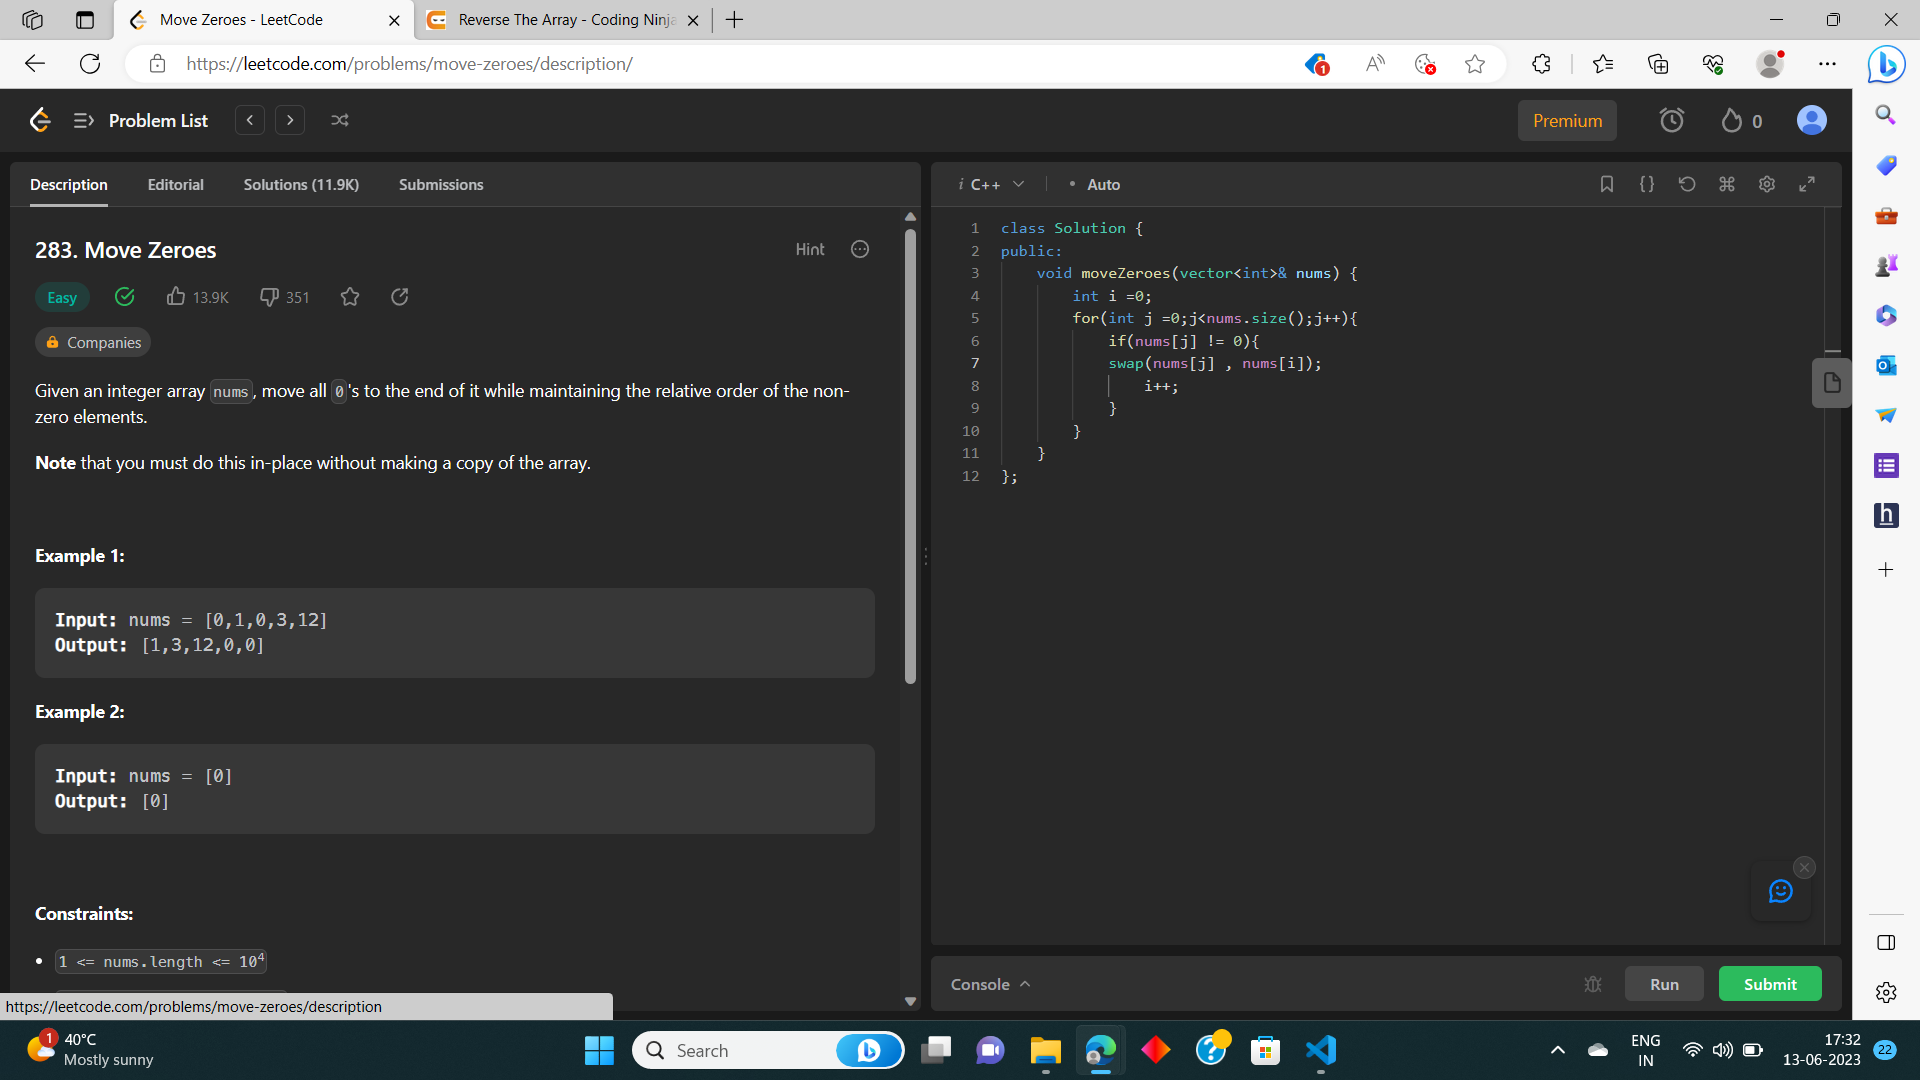 Move Zeroes - LeetCode
Reverse The Array - Coding Ninja
https://leetcode.com/problems/move-zeroes/description/
1
Problem List
Premium
0
Description Editorial Solutions (11.9K) Submissions
i C++ • Auto
283. Move Zeroes
Hint
Easy 13.9K 351
Companies
Given an integer array nums, move all 0's to the end of it while maintaining the relative order of the non-
zero elements.
Note that you must do this in-place without making a copy of the array.
Example 1:
Input: nums = [0,1,0,3,12]
Output: [1,3,12,0,0]
Example 2:
Input: nums = [0]
Output: [0]
Constraints:
• 1 <= nums.length <= 10⁴
https://leetcode.com/problems/move-zeroes/description
1 class Solution {
2 public:
3     void moveZeroes(vector<int>& nums) {
4         int i =0;
5         for(int j =0;j<nums.size();j++){
6             if(nums[j] != 0){
7             swap(nums[j] , nums[i]);
8                 i++;
9             }
10         }
11     }
12 };
Console
Run
Submit
h
1
40°C
Mostly sunny
Search
ENG
IN
17:32
13-06-2023
22